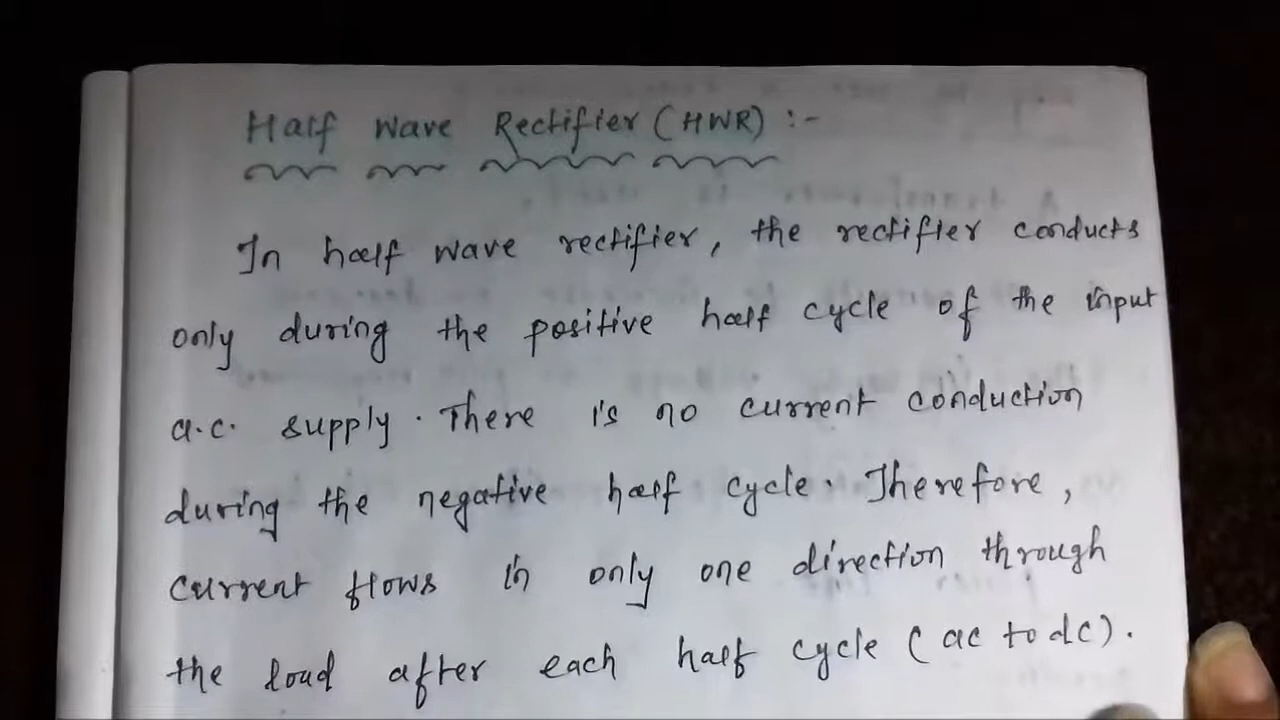 Half Wave Rectifier (HWR) :-
In half wave rectifier, the rectifier conducts
only during the positive half cycle of the input
a.c. supply. There is no current conduction
during the negative half cycle. Therefore,
current flows in only one direction through
the load after each half cycle (ac to dc).